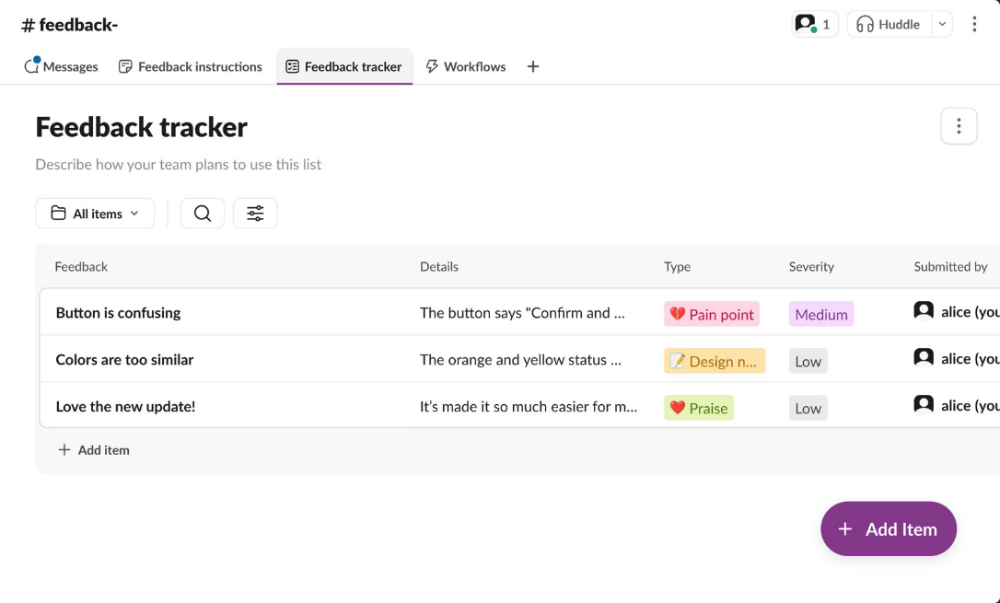 # feedback-
1
Huddle
Messages
Feedback instructions
Feedback tracker
Workflows
Feedback tracker
Describe how your team plans to use this list
All items
Feedback Details Type Severity Submitted by
Button is confusing The button says "Confirm and ... 💔 Pain point Medium alice (you
Colors are too similar The orange and yellow status ... 📝 Design n... Low alice (you
Love the new update! It’s made it so much easier for m... ❤️ Praise Low alice (you
+ Add item
+ Add Item